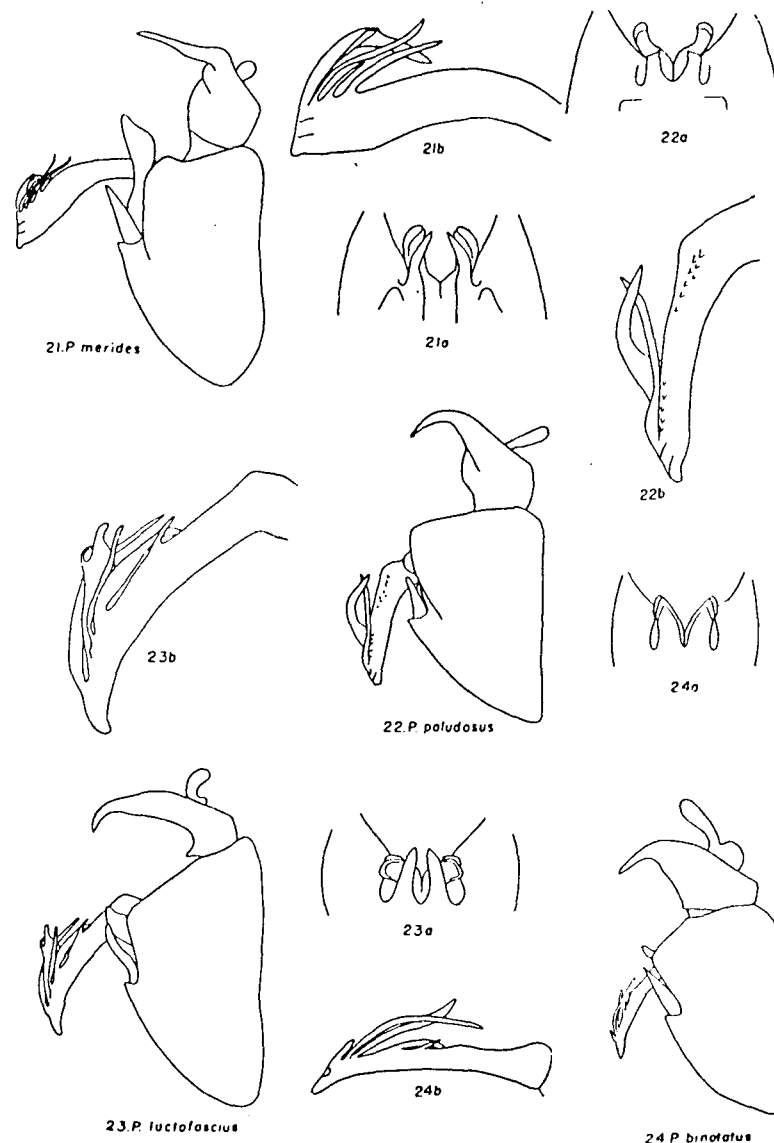 21b
22a
21a
21.P merides
22b
23b
22.P. paludosus
24a
23a
24b
23.P. luctofascius
24 P binotatus